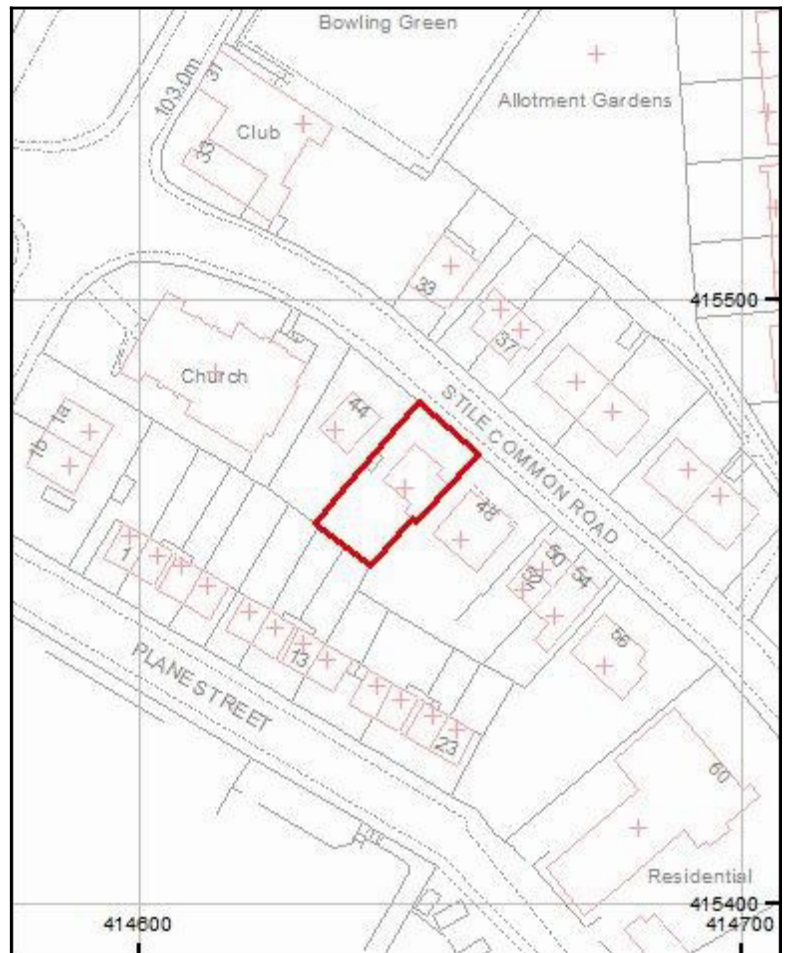 Bowling Green
Allotment Gardens
103.0m
31
Club
33
33
37
415500
Church
44
STILE COMMON ROAD
1a
1b
48
50
52
54
1
56
PLANE STREET
13
23
60
Residential
415400
414600
414700